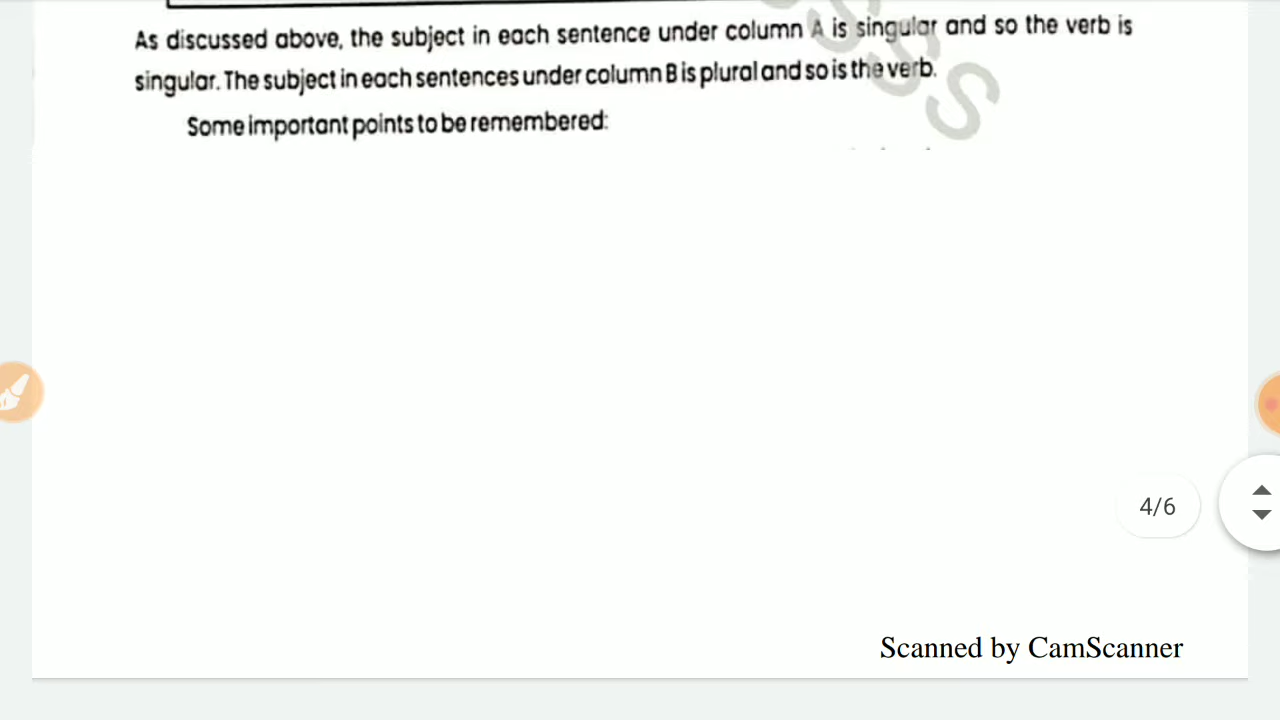 As discussed above, the subject in each sentence under column A is singular and so the verb is
singular. The subject in each sentences under column B is plural and so is the verb.
Some important points to be remembered:
SSS
4/6
Scanned by CamScanner